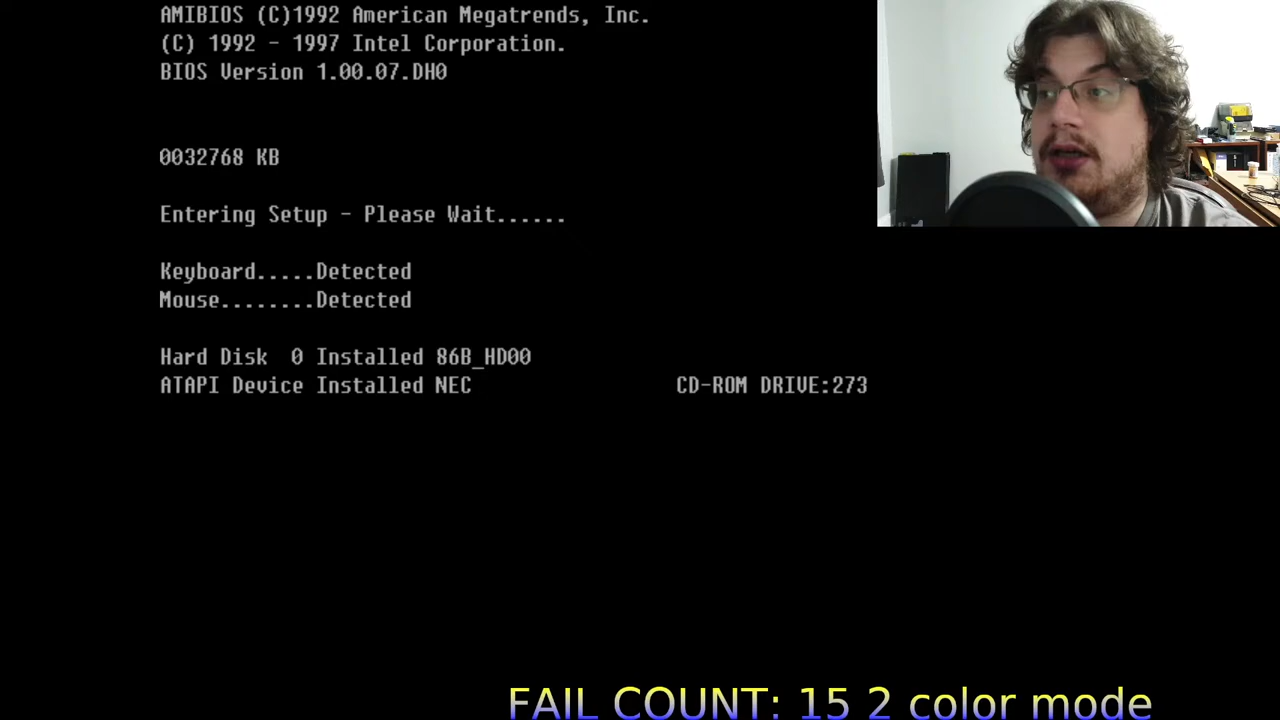 AMIBIOS (C)1992 American Megatrends, Inc.
(C) 1992 - 1997 Intel Corporation.
BIOS Version 1.00.07.DH0
0032768 KB
Entering Setup - Please Wait......
Keyboard.....Detected
Mouse........Detected
Hard Disk 0 Installed 86B_HD00
ATAPI Device Installed NEC CD-ROM DRIVE:273
FAIL COUNT: 15 2 color mode